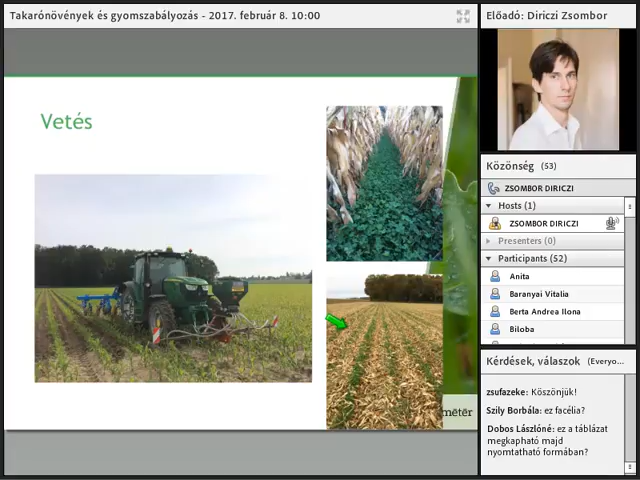 Takarónövények és gyomszabályozás - 2017. február 8. 10:00
Vetés
Előadó: Diriczi Zsombor
Közönség (53)
ZSOMBOR DIRICZI
Hosts (1)
ZSOMBOR DIRICZI
Presenters (0)
Participants (52)
Anita
Baranyai Vitalia
Berta Andrea Ilona
Biloba
Kérdések, válaszok (Everyo...
zsufazeke: Köszönjük!
Szily Borbála: ez facélia?
Dobos Lászlóné: ez a táblázat
megkapható majd
nyomtatható formában?